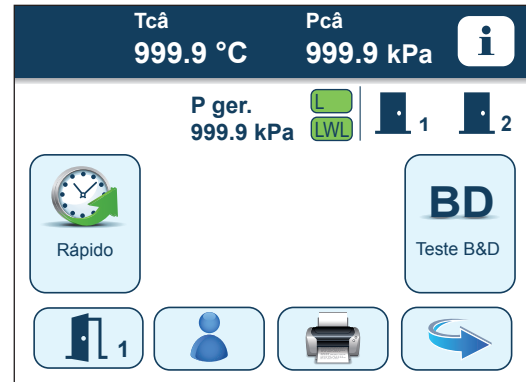 Tcâ Pcâ
999.9 °C 999.9 kPa i
P ger. L
999.9 kPa LWL 1 2
Rápido
BD
Teste B&D
1